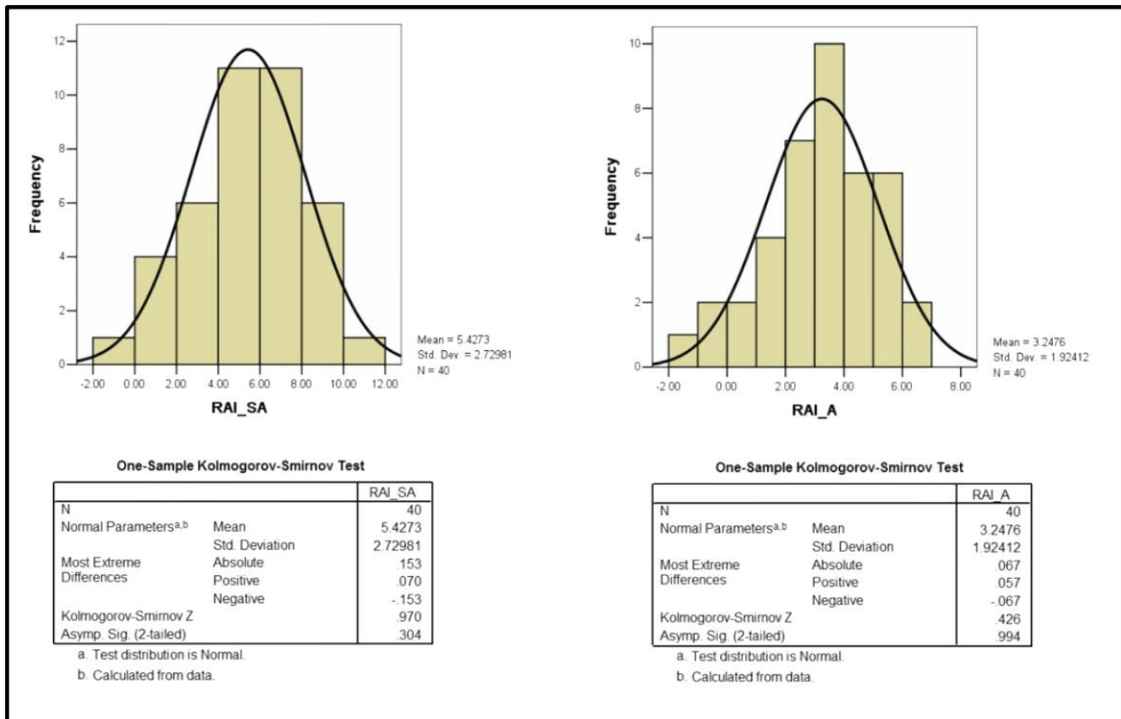 12
10
8
6
4
2
0
Frequency
-2.00 0.00 2.00 4.00 6.00 8.00 10.00 12.00
RAI_SA
Mean = 5.4273
Std. Dev. = 2.72981
N = 40
One-Sample Kolmogorov-Smirnov Test
RAI_SA
N 40
Normal Parametersa,b Mean 5.4273
Std. Deviation 2.72981
Most Extreme Differences Absolute .153
Positive .070
Negative -.153
Kolmogorov-Smirnov Z .970
Asymp. Sig. (2-tailed) .304
a. Test distribution is Normal.
b. Calculated from data.
10
8
6
4
2
0
Frequency
-2.00 0.00 2.00 4.00 6.00 8.00
RAI_A
Mean = 3.2476
Std. Dev. = 1.92412
N = 40
One-Sample Kolmogorov-Smirnov Test
RAI_A
N 40
Normal Parametersa,b Mean 3.2476
Std. Deviation 1.92412
Most Extreme Differences Absolute .067
Positive .057
Negative -.067
Kolmogorov-Smirnov Z .426
Asymp. Sig. (2-tailed) .994
a. Test distribution is Normal.
b. Calculated from data.